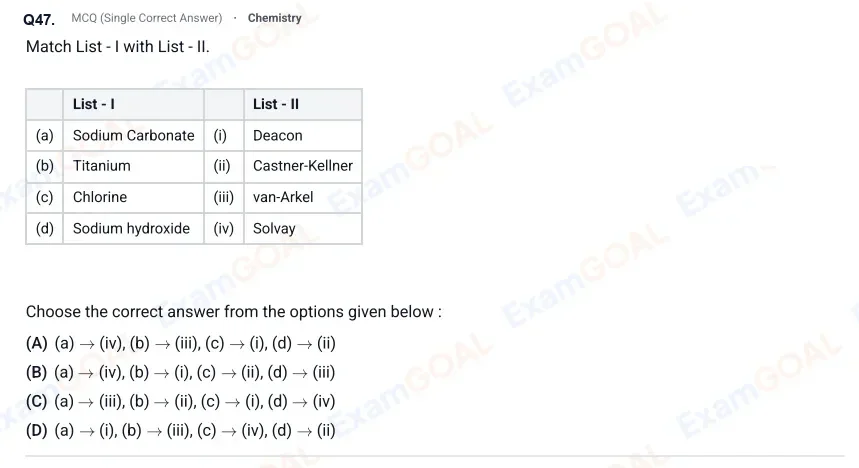 Q47. MCQ (Single Correct Answer) · Chemistry
Match List - I with List - II.
List - I List - II
(a) Sodium Carbonate (i) Deacon
(b) Titanium (ii) Castner-Kellner
(c) Chlorine (iii) van-Arkel
(d) Sodium hydroxide (iv) Solvay
Choose the correct answer from the options given below :
(A) (a) → (iv), (b) → (iii), (c) → (i), (d) → (ii)
(B) (a) → (iv), (b) → (i), (c) → (ii), (d) → (iii)
(C) (a) → (iii), (b) → (ii), (c) → (i), (d) → (iv)
(D) (a) → (i), (b) → (iii), (c) → (iv), (d) → (ii)
ExamGOAL